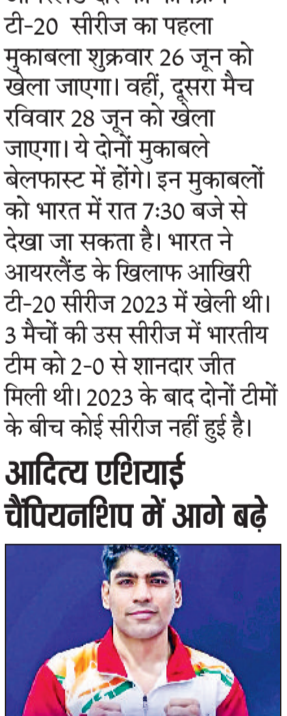 टी-20 सीरीज का पहला
मुकाबला शुक्रवार 26 जून को
खेला जाएगा। वहीं, दूसरा मैच
रविवार 28 जून को खेला
जाएगा। ये दोनों मुकाबले
बेलफास्ट में होंगे। इन मुकाबलों
को भारत में रात 7:30 बजे से
देखा जा सकता है। भारत ने
आयरलैंड के खिलाफ आखिरी
टी-20 सीरीज 2023 में खेली थी।
3 मैचों की उस सीरीज में भारतीय
टीम को 2-0 से शानदार जीत
मिली थी। 2023 के बाद दोनों टीमों
के बीच कोई सीरीज नहीं हुई है।
आदित्य एशियाई
चैंपियनशिप में आगे बढ़े